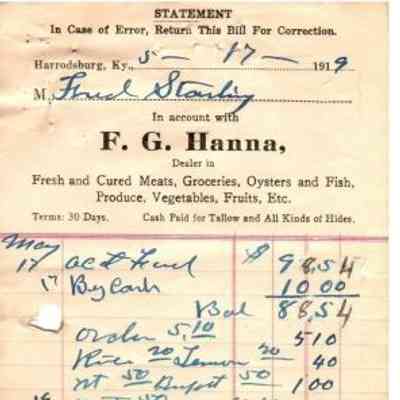 STATEMENT
In Case of Error, Return This Bill For Correction.
Harrodsburg, Ky., 5 - 17 - 1919
M. Fred Starling
In account with
F. G. Hanna,
Dealer in
Fresh and Cured Meats, Groceries, Oysters and Fish,
Produce, Vegetables, Fruits, Etc.
Terms: 30 Days. Cash Paid for Tallow and All Kinds of Hides.
May
17 $ 98.54
17 By Cash 10 00
Bal 88.54
order 5.10 5 10
20 Lemon 20 40
50 50 1 00